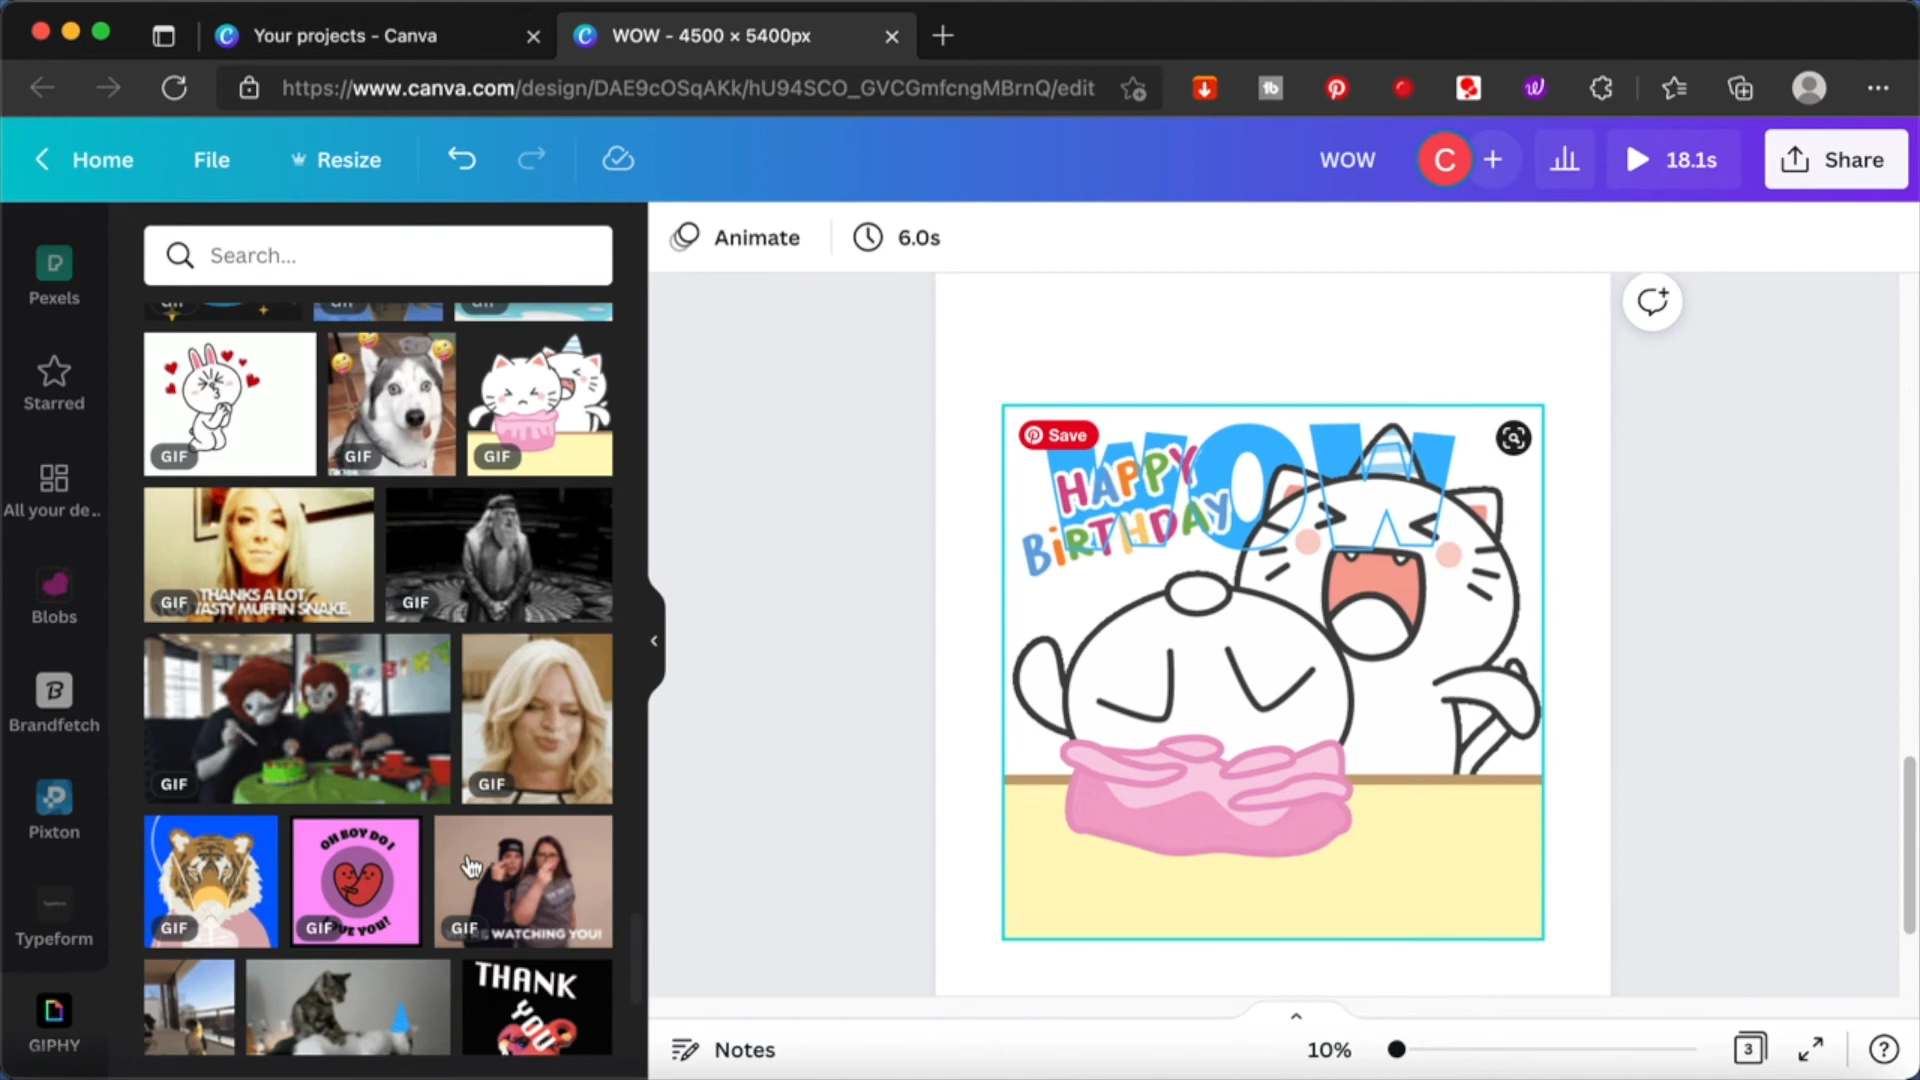 Your projects - Canva
WOW - 4500 × 5400px
https://www.canva.com/design/DAE9cOSqAKk/hU94SCO_GVCGmfcngMBrnQ/edit
Home
File
Resize
WOW
C
18.1s
Share
Search...
Animate
6.0s
Pexels
Starred
All your de...
Blobs
Brandfetch
Pixton
Typeform
GIPHY
GIF
GIF
GIF
GIF
THANKS A LOT,
TASTY MUFFIN SNAKE,
GIF
GIF
GIF
GIF
OH BOY DO I
LOVE YOU!
GIF
GIF
WATCHING YOU!
THANK
YOU
Save
WOW
HAPPY
BiRTHDAY
Notes
10%
3